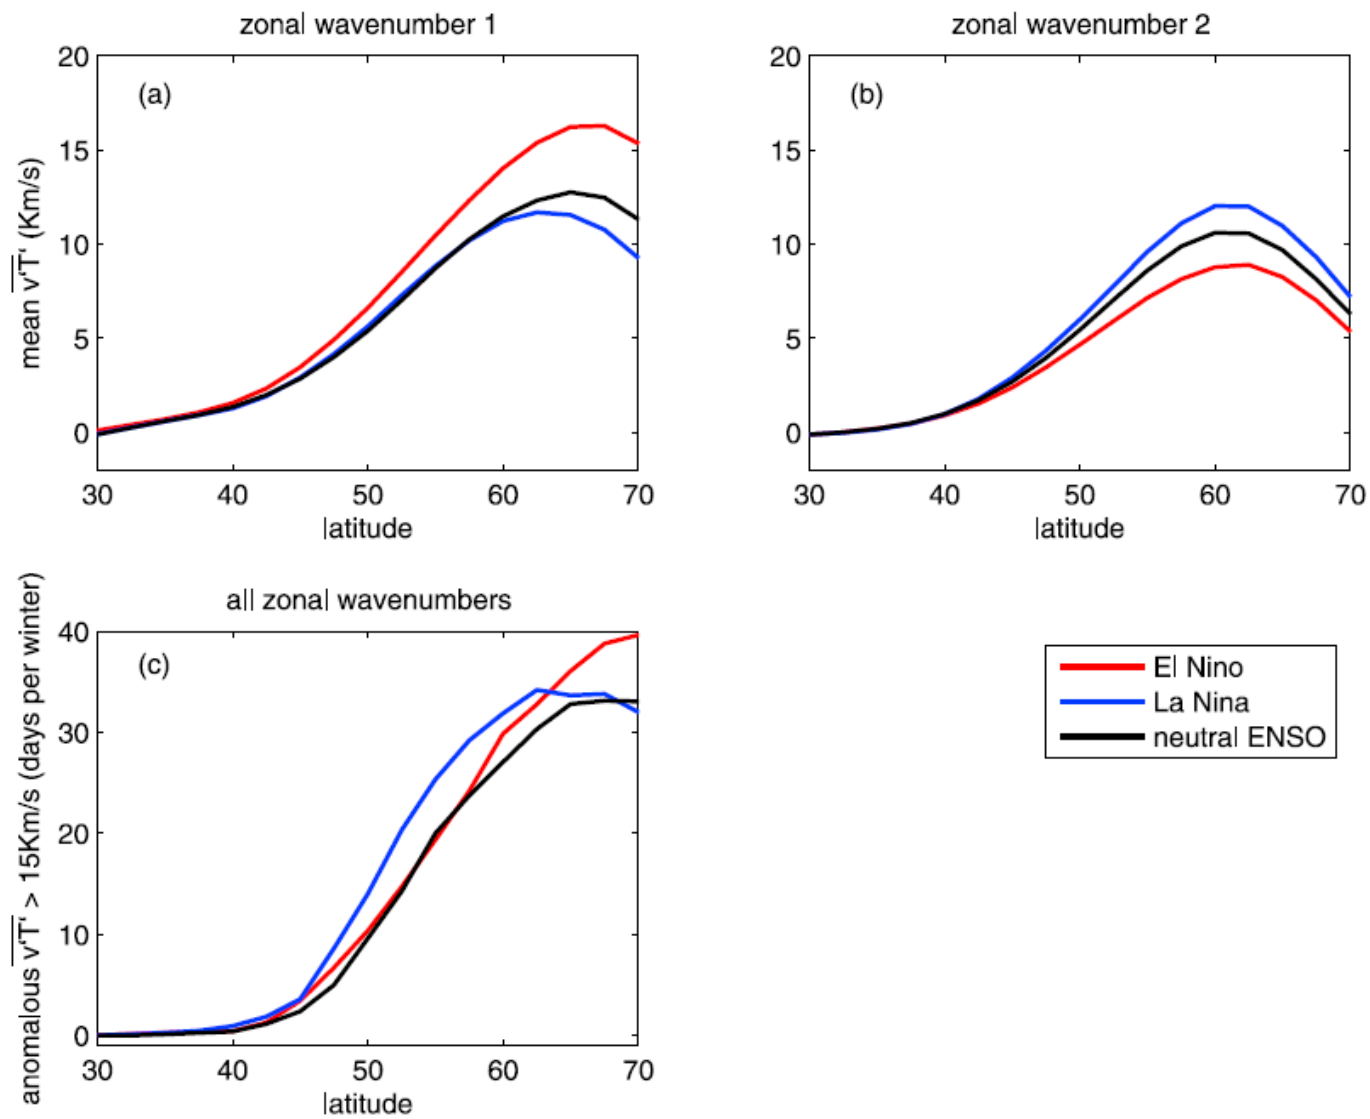 zonal wavenumber 1
(a)
mean v'T' (Km/s)
20
15
10
5
0
30 40 50 60 70
latitude
zonal wavenumber 2
(b)
20
15
10
5
0
30 40 50 60 70
latitude
all zonal wavenumbers
(c)
anomalous v'T' > 15Km/s (days per winter)
40
30
20
10
0
30 40 50 60 70
latitude
El Nino
La Nina
neutral ENSO